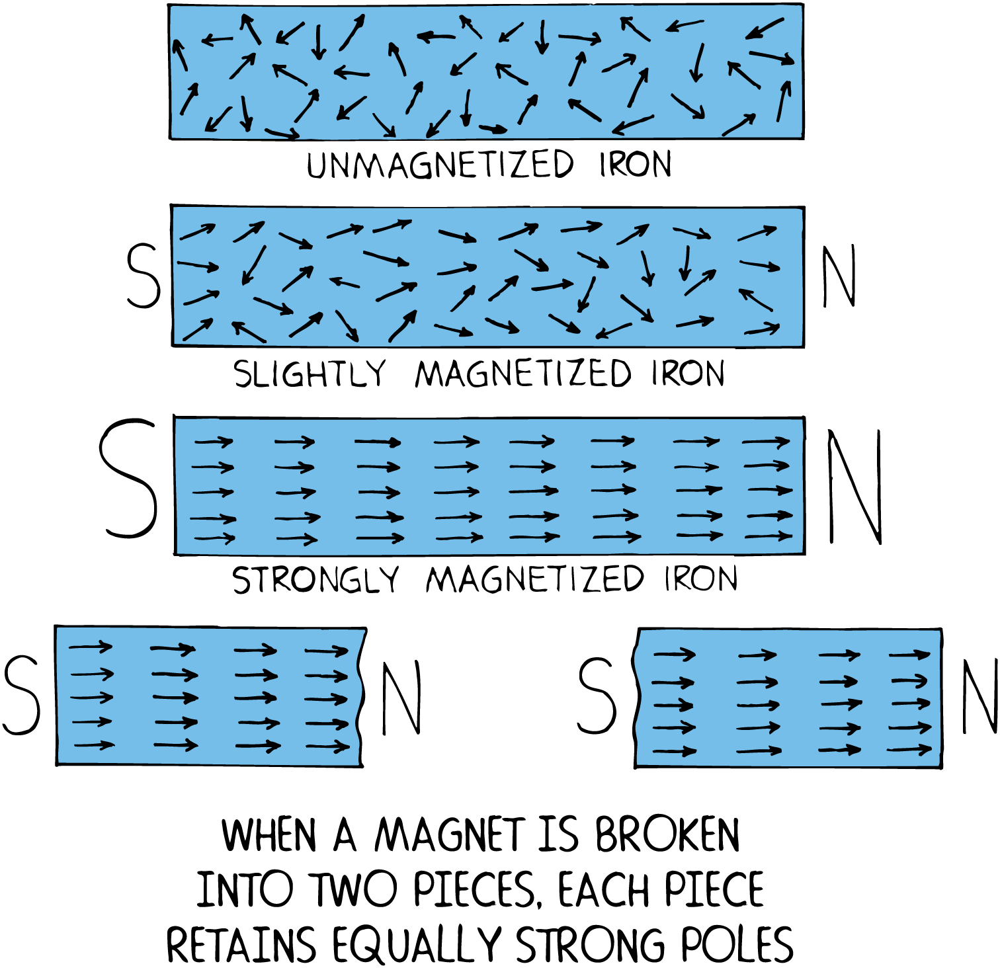 UNMAGNETIZED IRON
S N
SLIGHTLY MAGNETIZED IRON
S N
STRONGLY MAGNETIZED IRON
S N S N
WHEN A MAGNET IS BROKEN
INTO TWO PIECES, EACH PIECE
RETAINS EQUALLY STRONG POLES